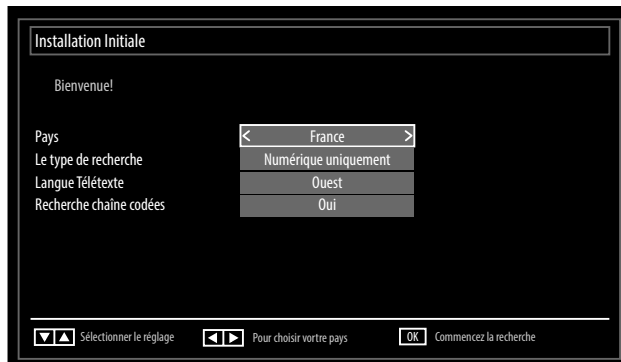 Installation Initiale
Bienvenue!
Pays < France >
Le type de recherche Numérique uniquement
Langue Télétexte Ouest
Recherche chaîne codées Oui
Sélectionner le réglage Pour choisir vortre pays OK Commencez la recherche